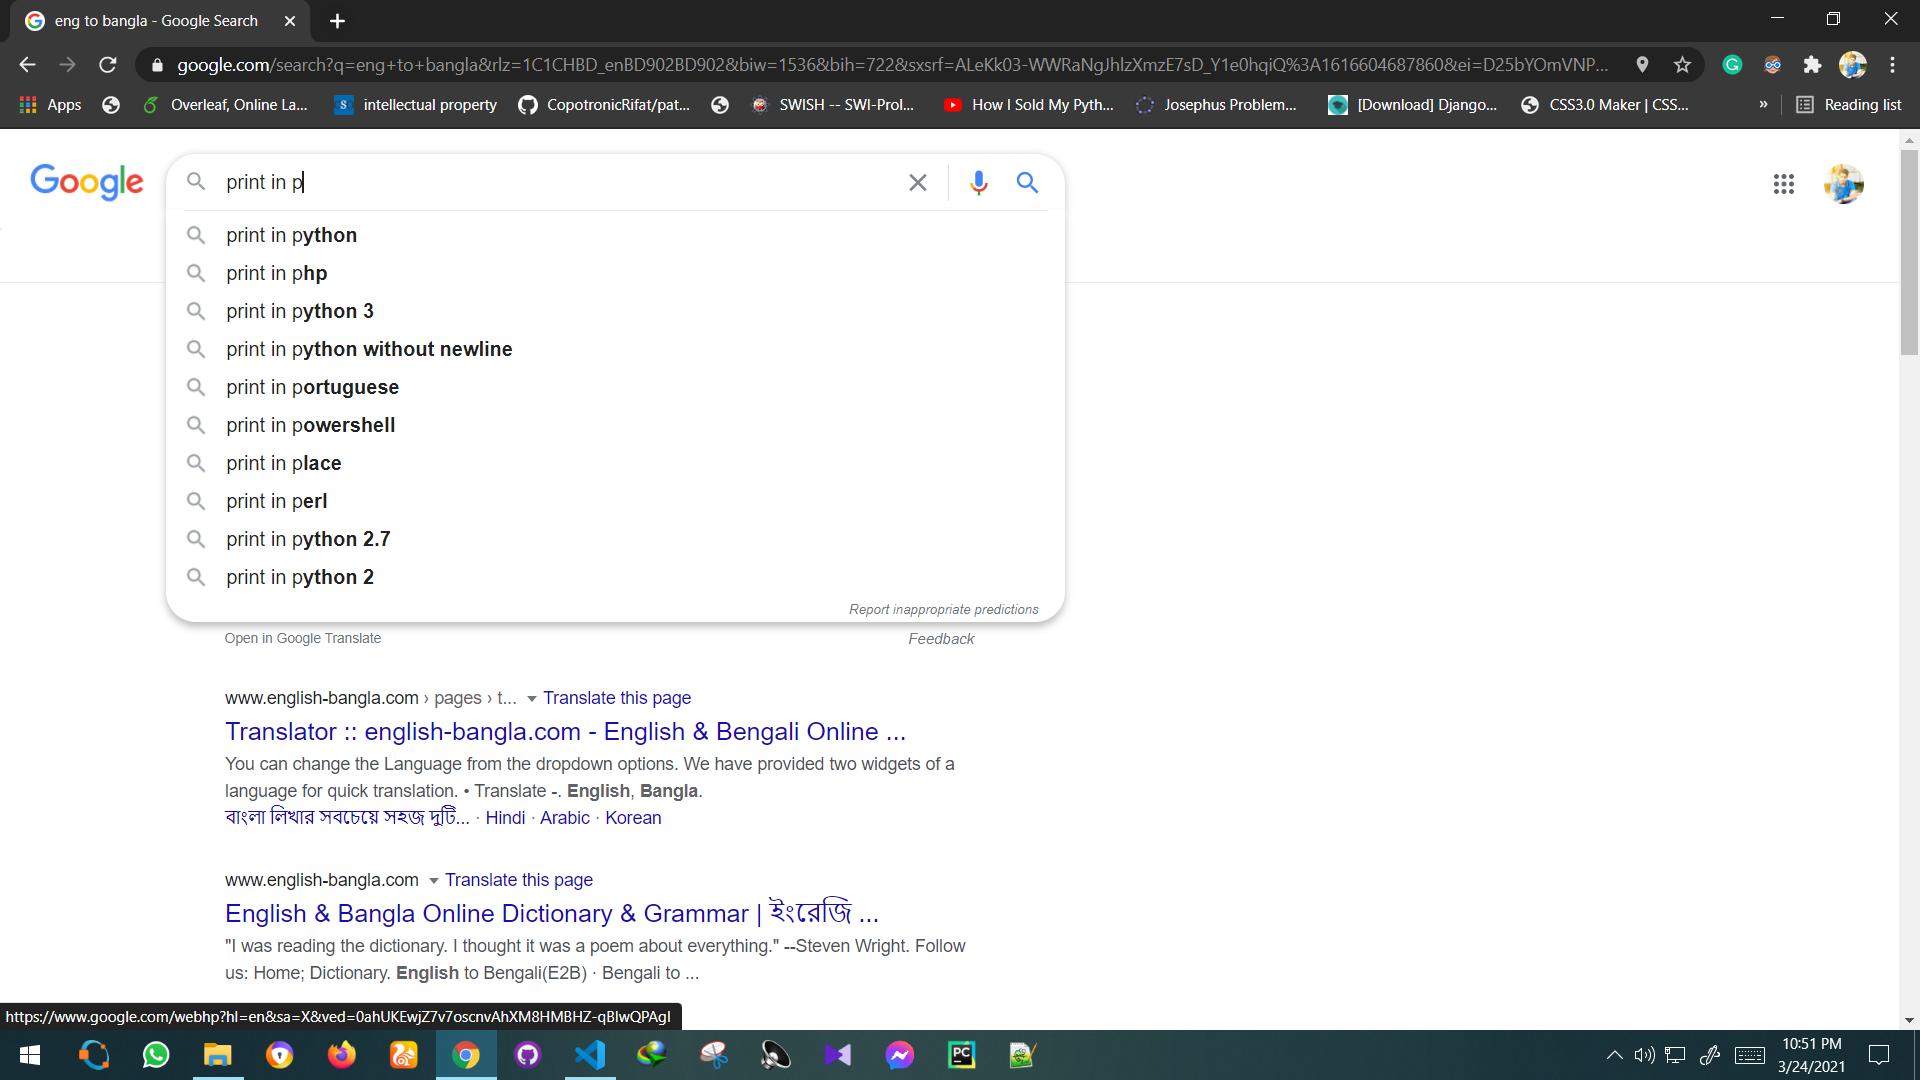 eng to bangla - Google Search
google.com/search?q=eng+to+bangla&rlz=1C1CHBD_enBD902BD902&biw=1536&bih=722&sxsrf=ALeKk03-WWRaNgJhlzXmzE7sD_Y1e0hqiQ%3A1616604687860&ei=D25bYOmVNP...
Apps
Overleaf, Online La...
intellectual property
CopotronicRifat/pat...
SWISH -- SWI-Prol...
How I Sold My Pyth...
Josephus Problem...
[Download] Django...
CSS3.0 Maker | CSS...
»
Reading list
Google
print in p
print in python
print in php
print in python 3
print in python without newline
print in portuguese
print in powershell
print in place
print in perl
print in python 2.7
print in python 2
Report inappropriate predictions
Open in Google Translate
Feedback
www.english-bangla.com › pages › t... Translate this page
Translator :: english-bangla.com - English & Bengali Online ...
You can change the Language from the dropdown options. We have provided two widgets of a
language for quick translation. • Translate -. English, Bangla.
বাংলা লিখার সবচেয়ে সহজ দুটি... · Hindi · Arabic · Korean
www.english-bangla.com Translate this page
English & Bangla Online Dictionary & Grammar | ইংরেজি ...
"I was reading the dictionary. I thought it was a poem about everything." --Steven Wright. Follow
us: Home; Dictionary. English to Bengali(E2B) · Bengali to ...
https://www.google.com/webhp?hl=en&sa=X&ved=0ahUKEwjZ7v7oscnvAhXM8HMBHZ-qBlwQPAgI
10:51 PM
3/24/2021